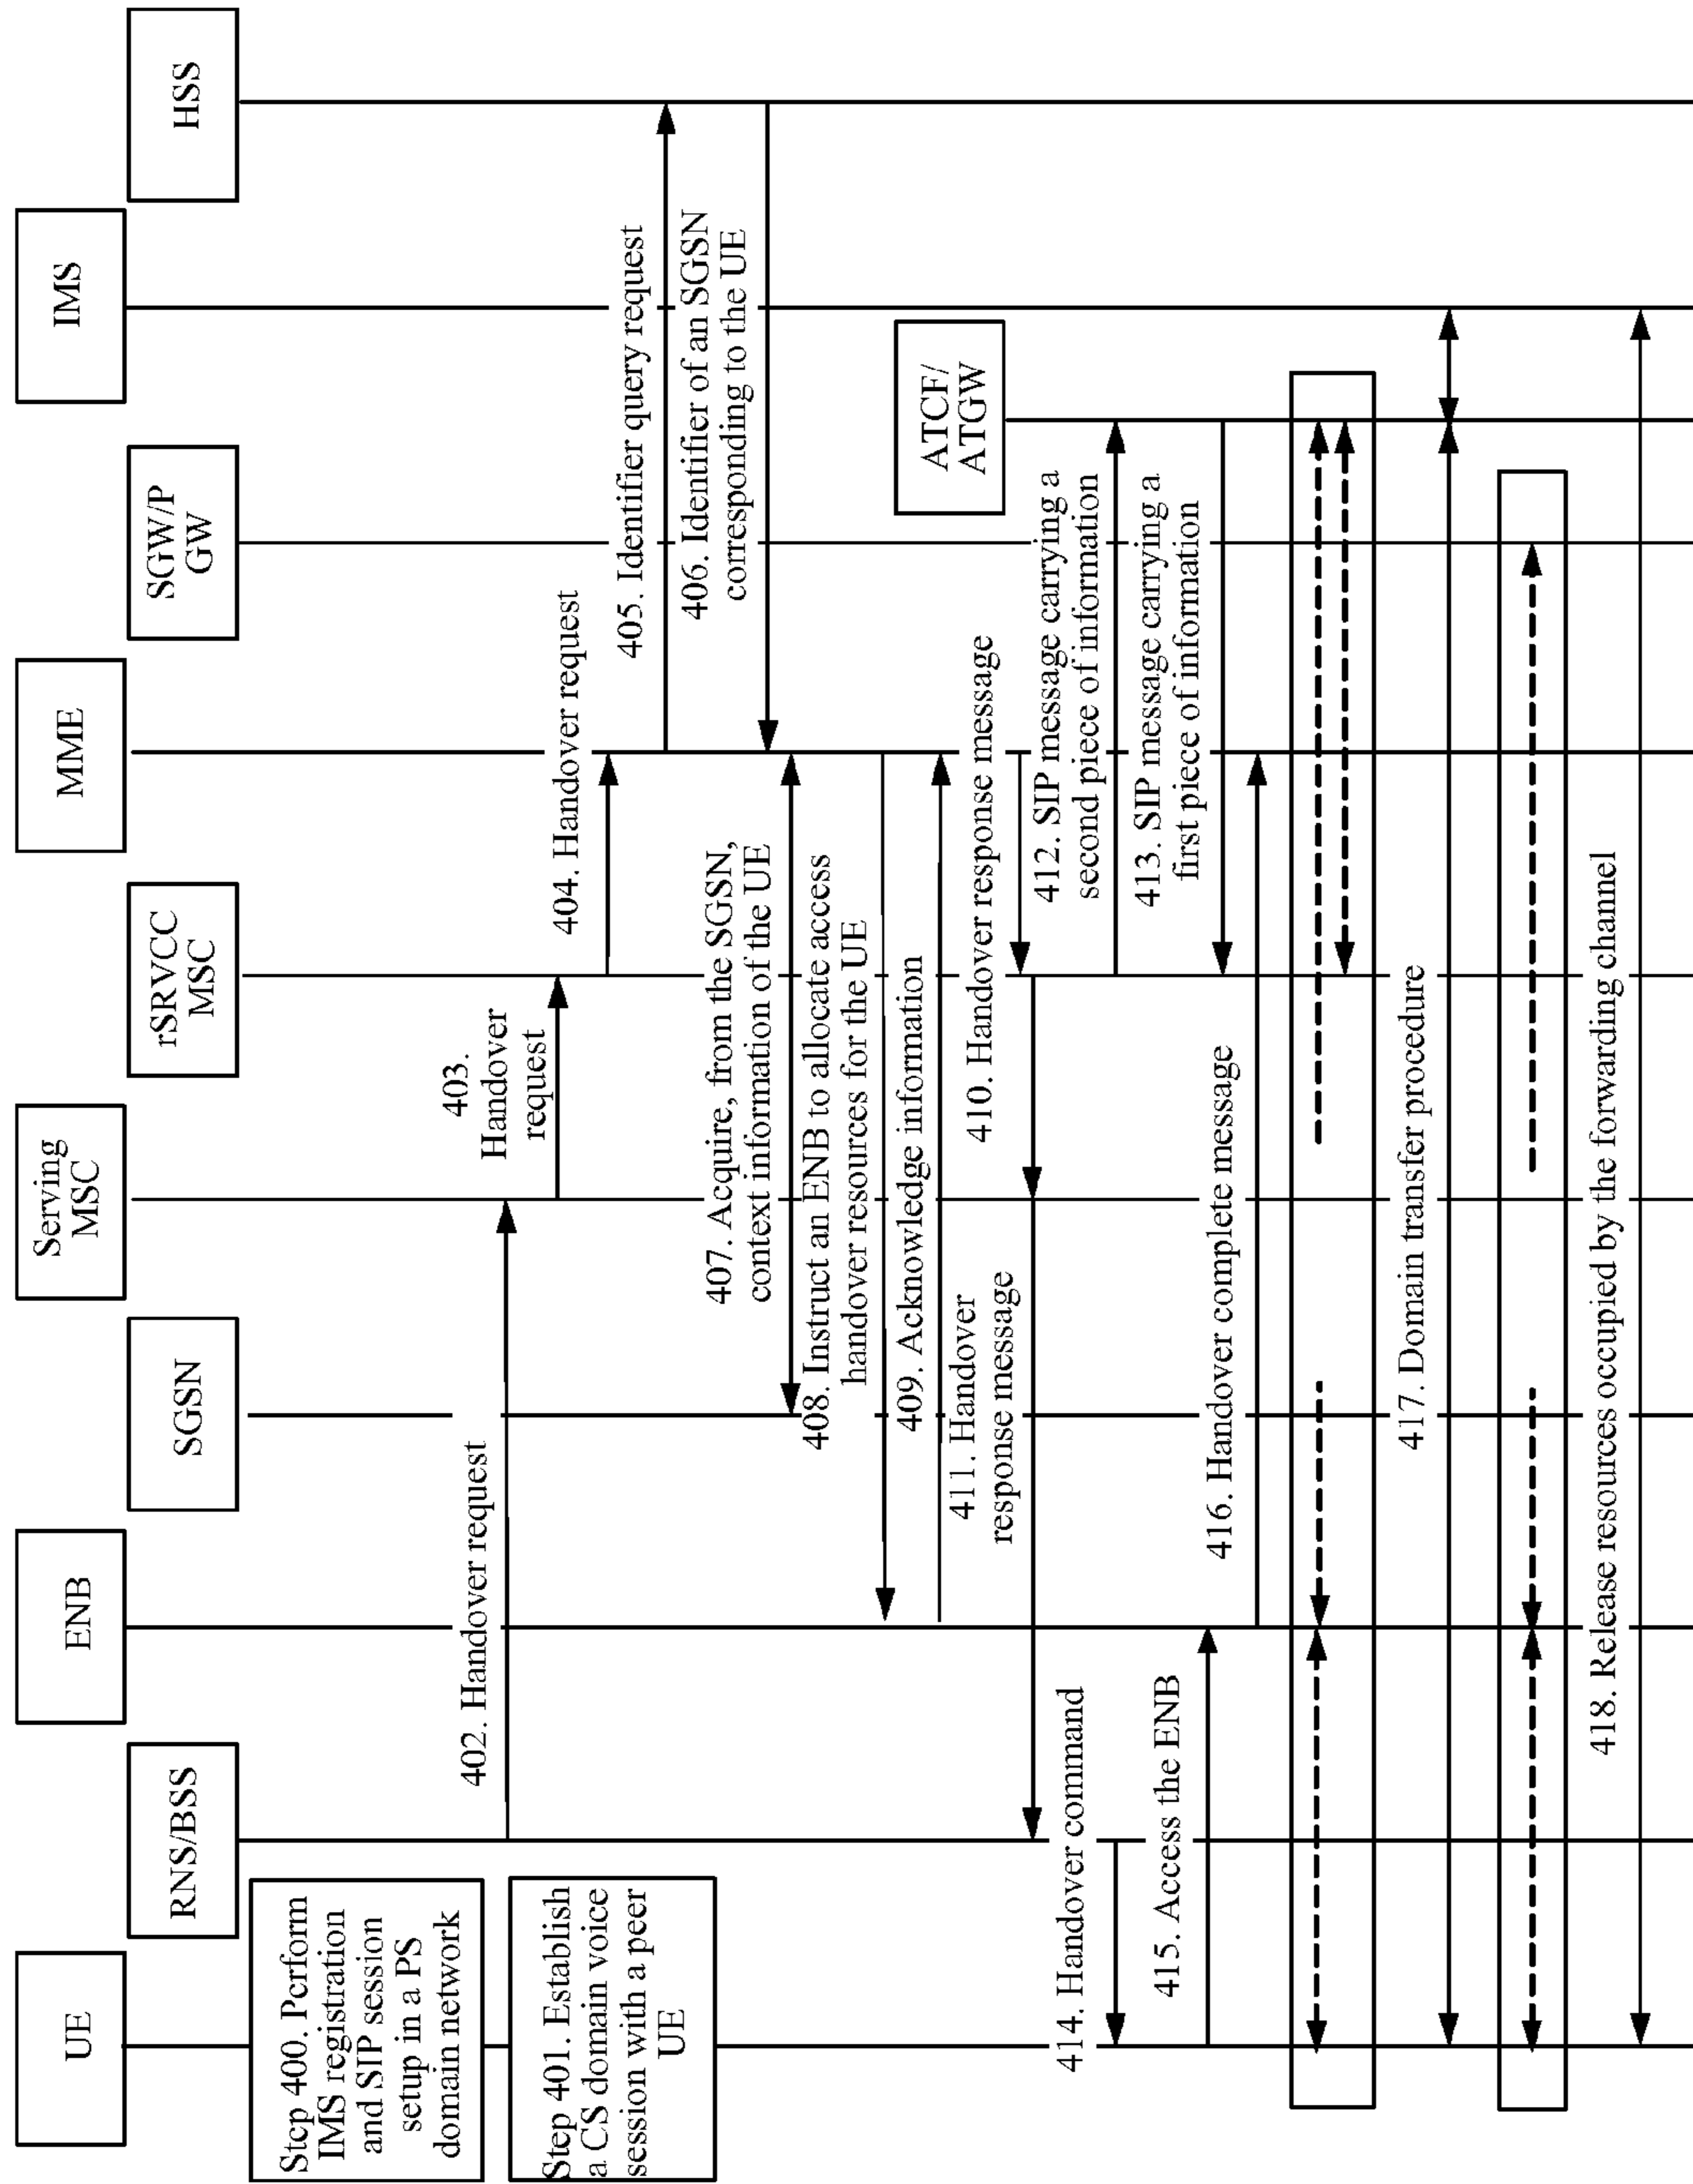 UE
RNS/BSS
ENB
SGSN
Serving
MSC
rSRVCC
MSC
MME
SGW/P
GW
IMS
HSS
Step 400. Perform
IMS registration
and SIP session
setup in a PS
domain network
Step 401. Establish
a CS domain voice
session with a peer
UE
402. Handover request
403.
Handover
request
404. Handover request
405. Identifier query request
406. Identifier of an SGSN
corresponding to the UE
407. Acquire, from the SGSN,
context information of the UE
408. Instruct an ENB to allocate access
handover resources for the UE
409. Acknowledge information
410. Handover response message
411. Handover
response message
ATCF/
ATGW
412. SIP message carrying a
second piece of information
413. SIP message carrying a
first piece of information
414. Handover command
415. Access the ENB
416. Handover complete message
417. Domain transfer procedure
418. Release resources occupied by the forwarding channel